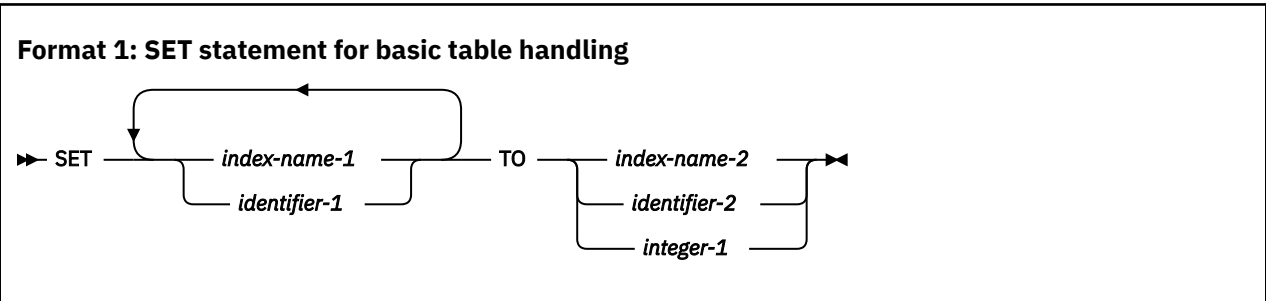 Format 1: SET statement for basic table handling
SET index-name-1 TO index-name-2
identifier-1 identifier-2
integer-1